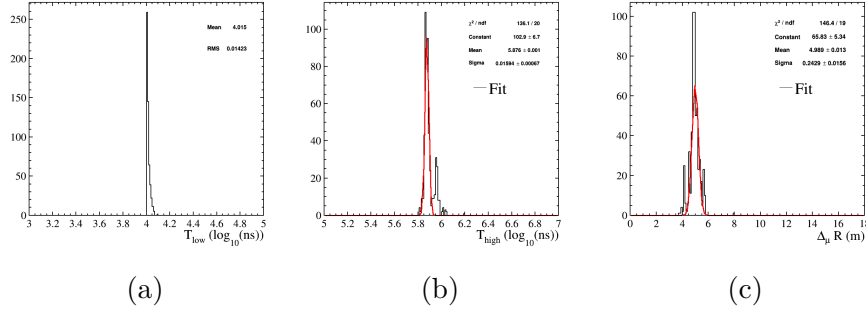 Mean 4.015
RMS 0.01423
250
200
150
100
50
0
3 3.2 3.4 3.6 3.8 4 4.2 4.4 4.6 4.8 5
T_low (log_10(ns))
(a)
χ² / ndf 136.1 / 20
Constant 102.9 ± 6.7
Mean 5.876 ± 0.001
Sigma 0.01594 ± 0.00067
Fit
100
80
60
40
20
0
5 5.2 5.4 5.6 5.8 6 6.2 6.4 6.6 6.8 7
T_high (log_10(ns))
(b)
χ² / ndf 146.4 / 19
Constant 65.83 ± 5.34
Mean 4.989 ± 0.013
Sigma 0.2429 ± 0.0156
Fit
100
80
60
40
20
0
0 2 4 6 8 10 12 14 16 18
Δ_μ R (m)
(c)